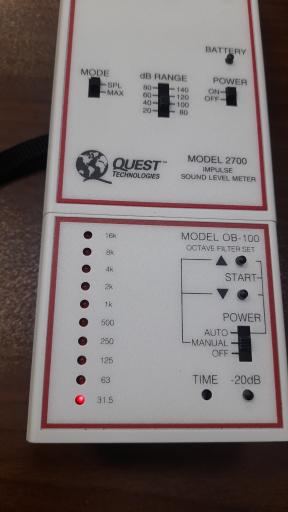 BATTERY
MODE
SPL
MAX
dB RANGE
80 140
60 120
40 100
20 80
POWER
ON
OFF
QUEST™
TECHNOLOGIES
MODEL 2700
IMPULSE
SOUND LEVEL METER
MODEL OB-100
OCTAVE FILTER SET
16k
8k
4k
2k
1k
500
250
125
63
31.5
START
POWER
AUTO
MANUAL
OFF
TIME -20dB